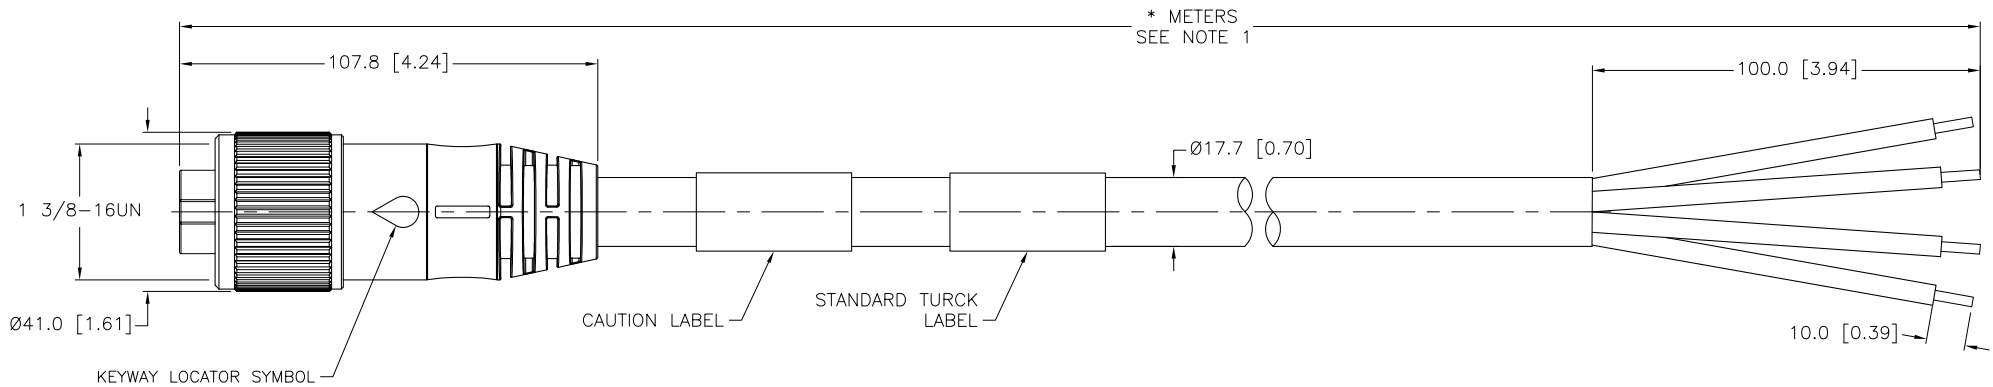 * METERS
SEE NOTE 1
107.8 [4.24]
100.0 [3.94]
Ø17.7 [0.70]
1 3/8-16UN
Ø41.0 [1.61]
CAUTION LABEL
STANDARD TURCK
LABEL
10.0 [0.39]
KEYWAY LOCATOR SYMBOL